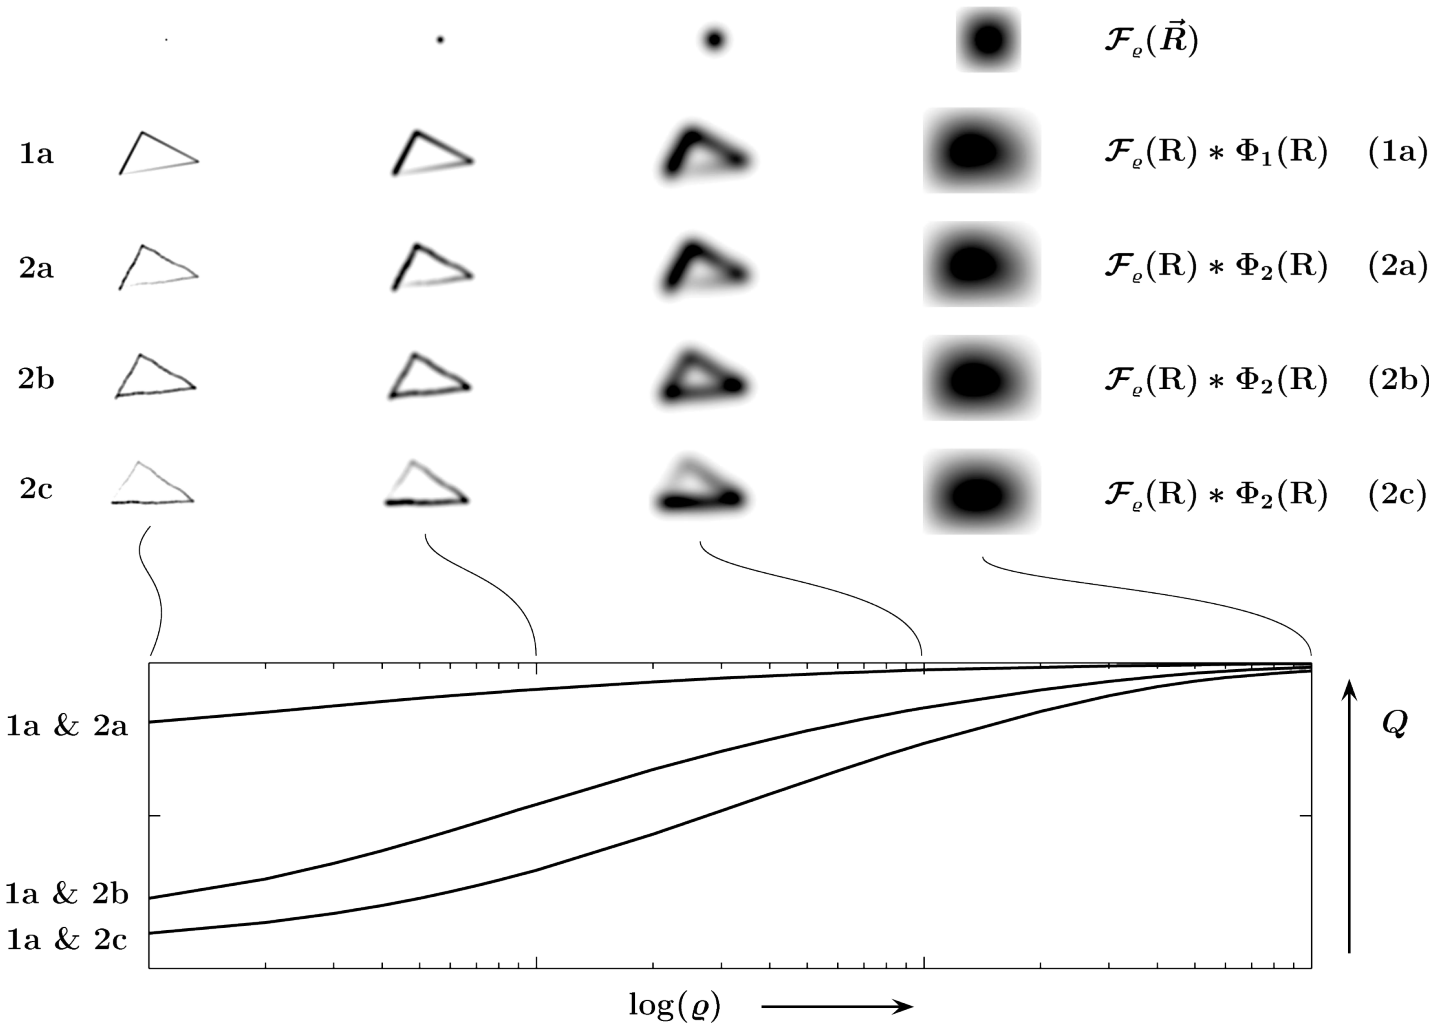 𝓕ϱ(R⃗)
1a 𝓕ϱ(R) ∗ Φ₁(R) (1a)
2a 𝓕ϱ(R) ∗ Φ₂(R) (2a)
2b 𝓕ϱ(R) ∗ Φ₂(R) (2b)
2c 𝓕ϱ(R) ∗ Φ₂(R) (2c)
1a & 2a
Q
1a & 2b
1a & 2c
log(ϱ)